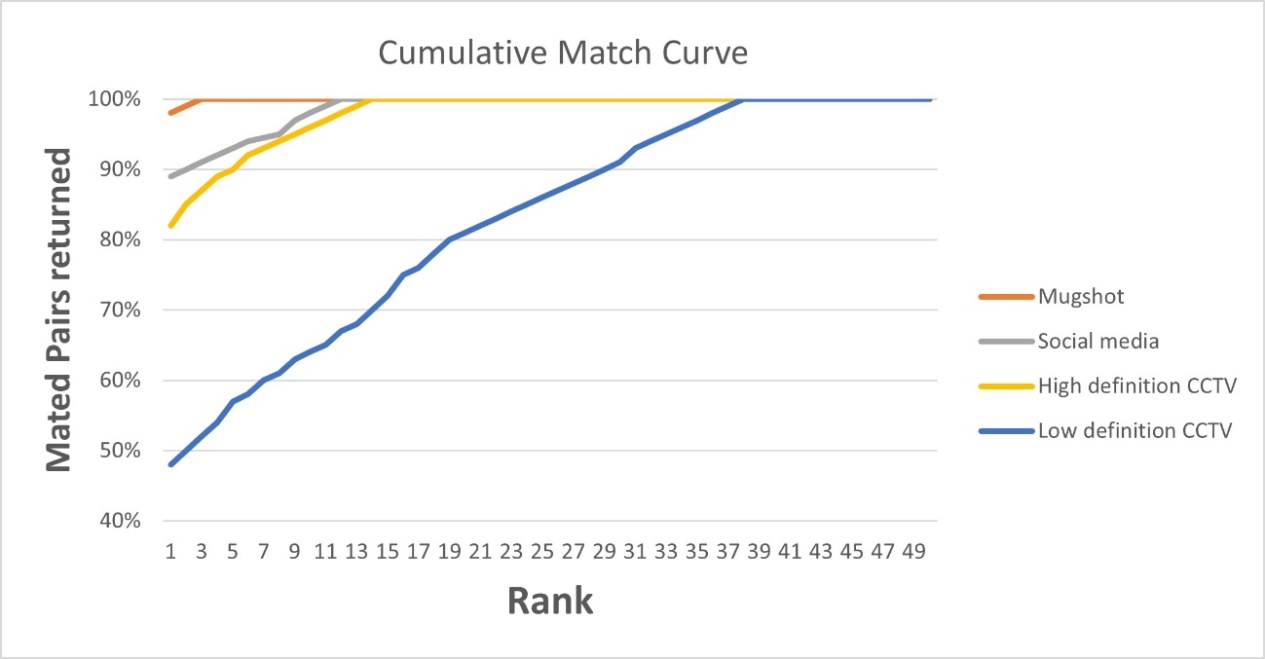 Cumulative Match Curve
Mated Pairs returned
100%
90%
80%
70%
60%
50%
40%
1 3 5 7 9 11 13 15 17 19 21 23 25 27 29 31 33 35 37 39 41 43 45 47 49
Rank
Mugshot
Social media
High definition CCTV
Low definition CCTV